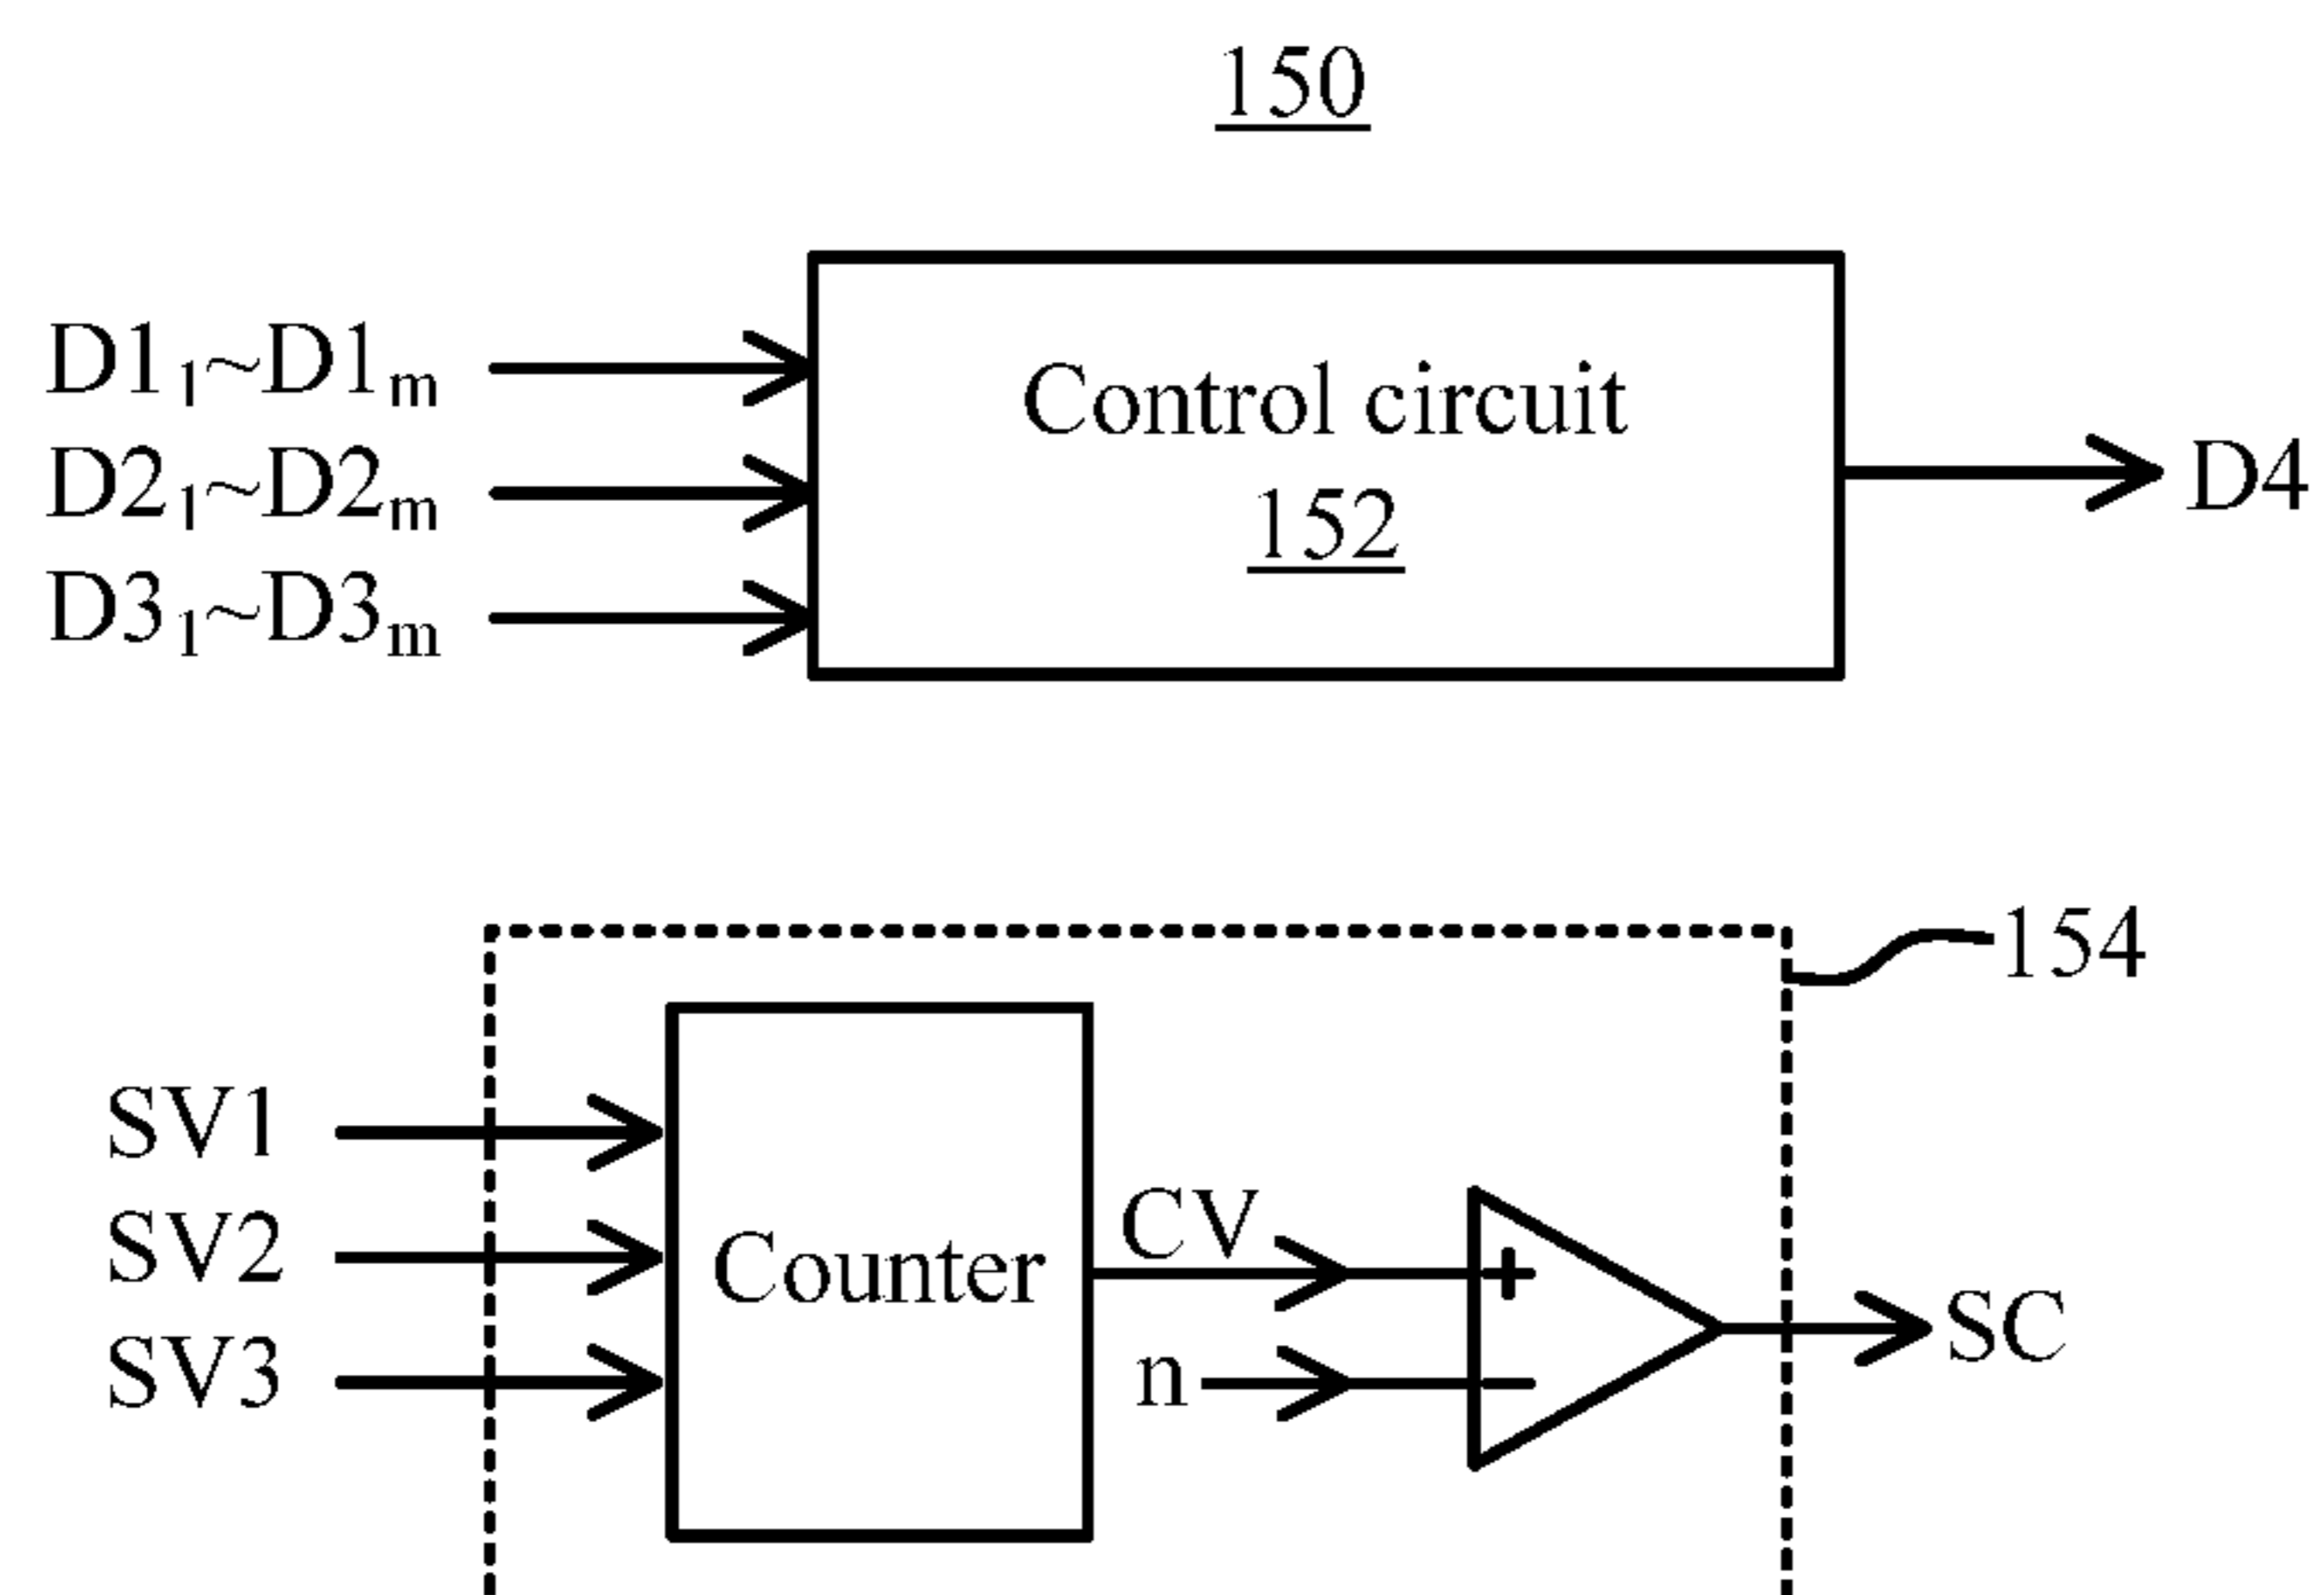 150
D1₁~D1ₘ
D2₁~D2ₘ
D3₁~D3ₘ
Control circuit
152
D4
154
SV1
SV2
SV3
Counter
CV
n
+
−
SC